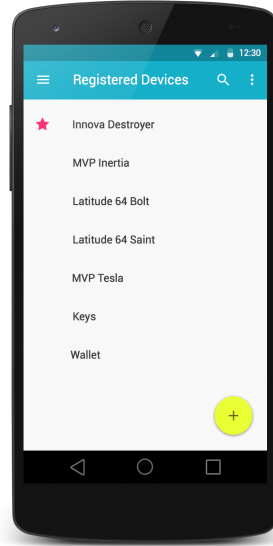 12:30
Registered Devices
Innova Destroyer
MVP Inertia
Latitude 64 Bolt
Latitude 64 Saint
MVP Tesla
Keys
Wallet